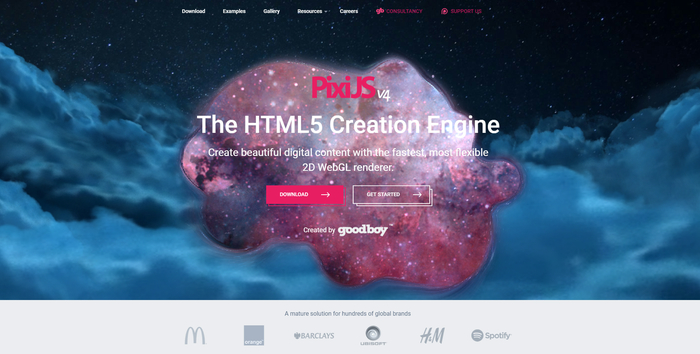 Download Examples Gallery Resources Careers CONSULTANCY SUPPORT US
PixiJS v4
The HTML5 Creation Engine
Create beautiful digital content with the fastest, most flexible
2D WebGL renderer.
DOWNLOAD GET STARTED
Created by goodboy
A mature solution for hundreds of global brands
orange BARCLAYS UBISOFT H&M Spotify